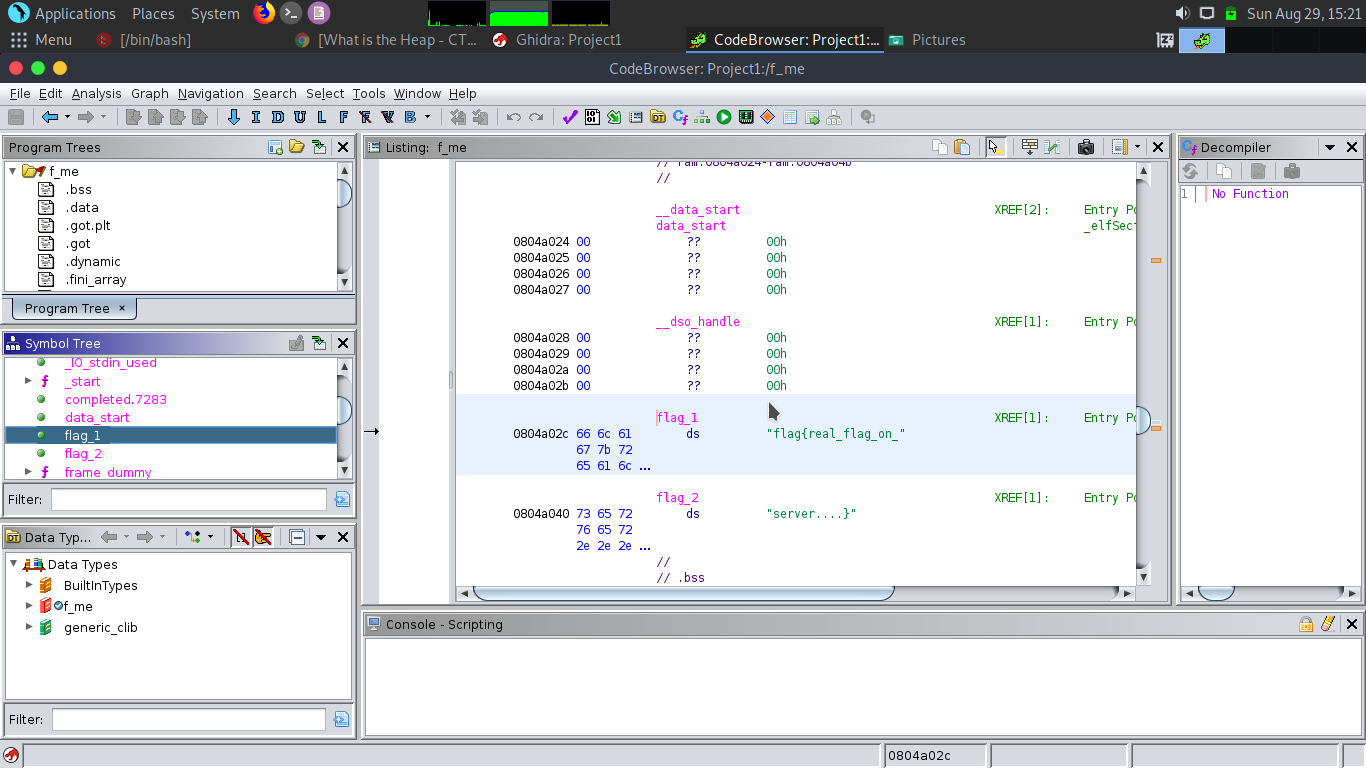 Applications Places System Sun Aug 29, 15:21
Menu [/bin/bash] [What is the Heap - CT... Ghidra: Project1 CodeBrowser: Project1:... Pictures
CodeBrowser: Project1:/f_me
File Edit Analysis Graph Navigation Search Select Tools Window Help
I D U L F B
Program Trees
f_me
.bss
.data
.got.plt
.got
.dynamic
.fini_array
Program Tree ×
Symbol Tree
_IO_stdin_used
_start
completed.7283
data_start
flag_1
flag_2
frame_dummy
Filter:
Data Typ...
Data Types
BuiltInTypes
f_me
generic_clib
Filter:
Listing: f_me
// ram:0804a024-ram:0804a04b
//
__data_start XREF[2]: Entry Po
data_start _elfSect
0804a024 00 ?? 00h
0804a025 00 ?? 00h
0804a026 00 ?? 00h
0804a027 00 ?? 00h
__dso_handle XREF[1]: Entry Po
0804a028 00 ?? 00h
0804a029 00 ?? 00h
0804a02a 00 ?? 00h
0804a02b 00 ?? 00h
flag_1 XREF[1]: Entry Po
0804a02c 66 6c 61 ds "flag{real_flag_on_"
67 7b 72
65 61 6c ...
flag_2 XREF[1]: Entry Po
0804a040 73 65 72 ds "server....}"
76 65 72
2e 2e 2e ...
//
// .bss
Decompiler
1 No Function
Console - Scripting
0804a02c